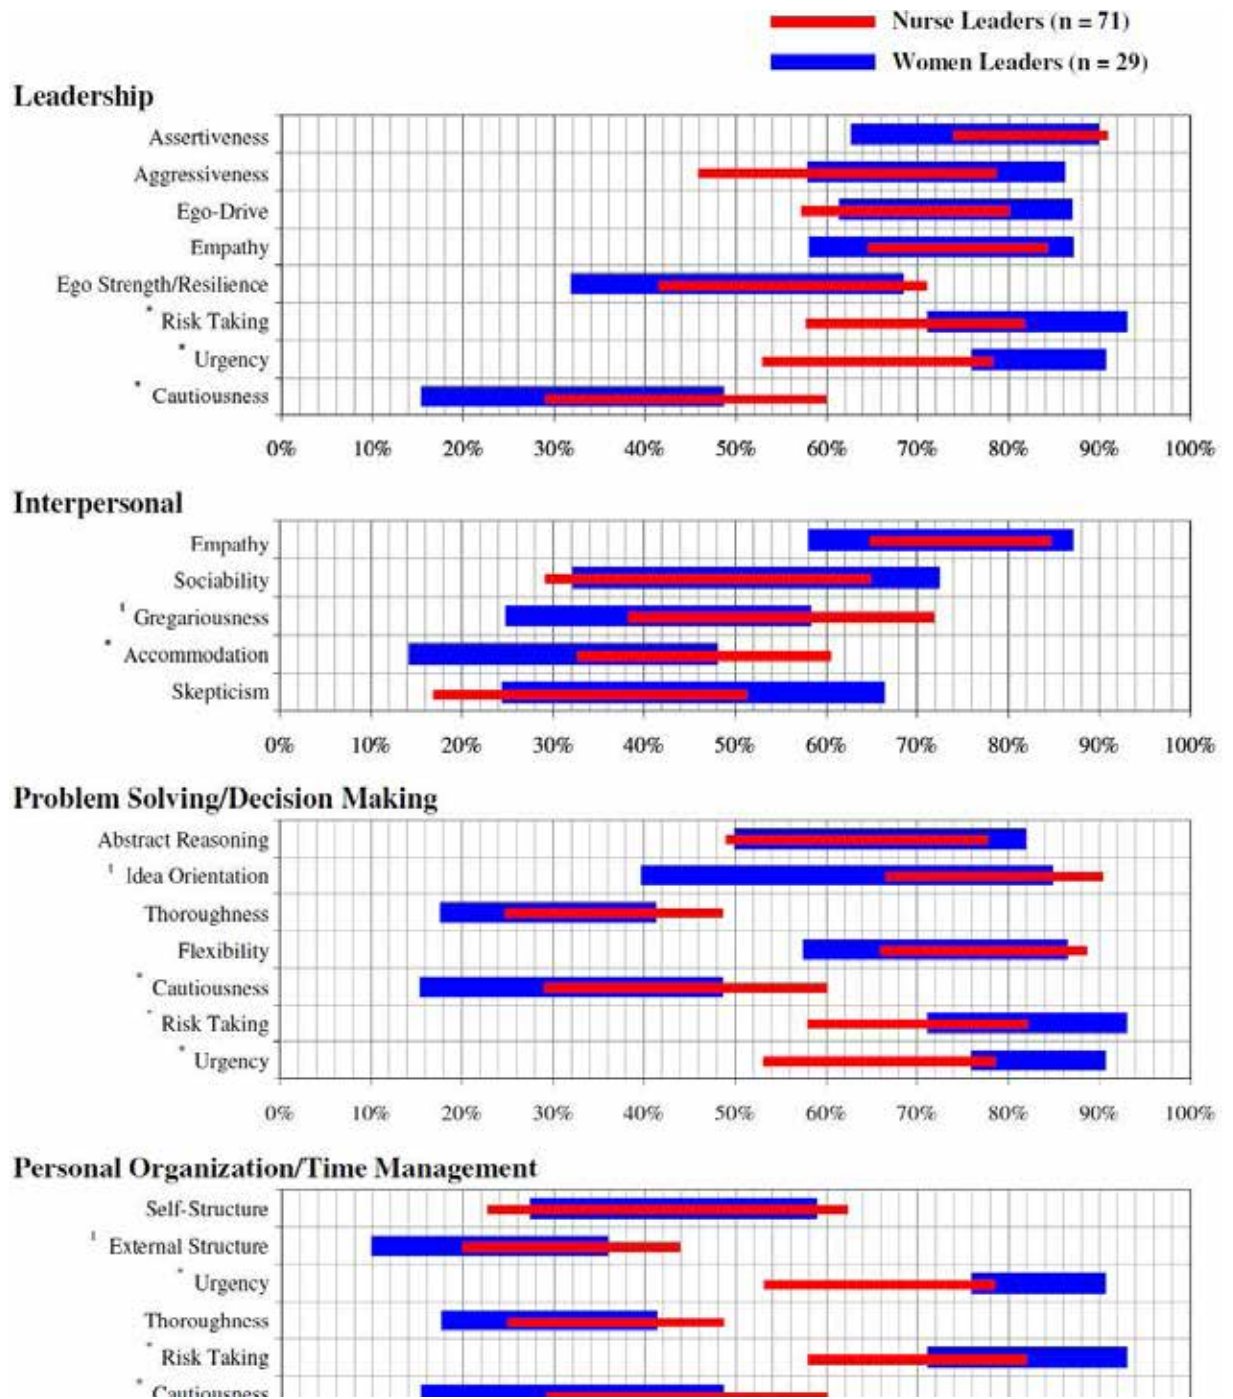 Nurse Leaders (n = 71)
Women Leaders (n = 29)
Leadership
Assertiveness
Aggressiveness
Ego-Drive
Empathy
Ego Strength/Resilience
* Risk Taking
* Urgency
* Cautiousness
0% 10% 20% 30% 40% 50% 60% 70% 80% 90% 100%
Interpersonal
Empathy
Sociability
t Gregariousness
* Accommodation
Skepticism
0% 10% 20% 30% 40% 50% 60% 70% 80% 90% 100%
Problem Solving/Decision Making
Abstract Reasoning
t Idea Orientation
Thoroughness
Flexibility
* Cautiousness
* Risk Taking
* Urgency
0% 10% 20% 30% 40% 50% 60% 70% 80% 90% 100%
Personal Organization/Time Management
Self-Structure
t External Structure
* Urgency
Thoroughness
* Risk Taking
* Cautiousness